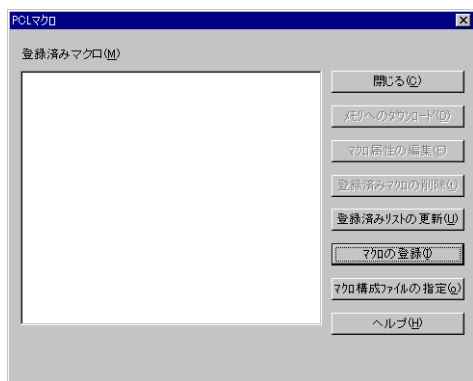 PCLマクロ
登録済みマクロ(M)
閉じる(C)
メモリへのダウンロード(D)
マクロ属性の編集(E)
登録済みマクロの削除(t)
登録済みリストの更新(U)
マクロの登録(I)
マクロ構成ファイルの指定(o)
ヘルプ(H)